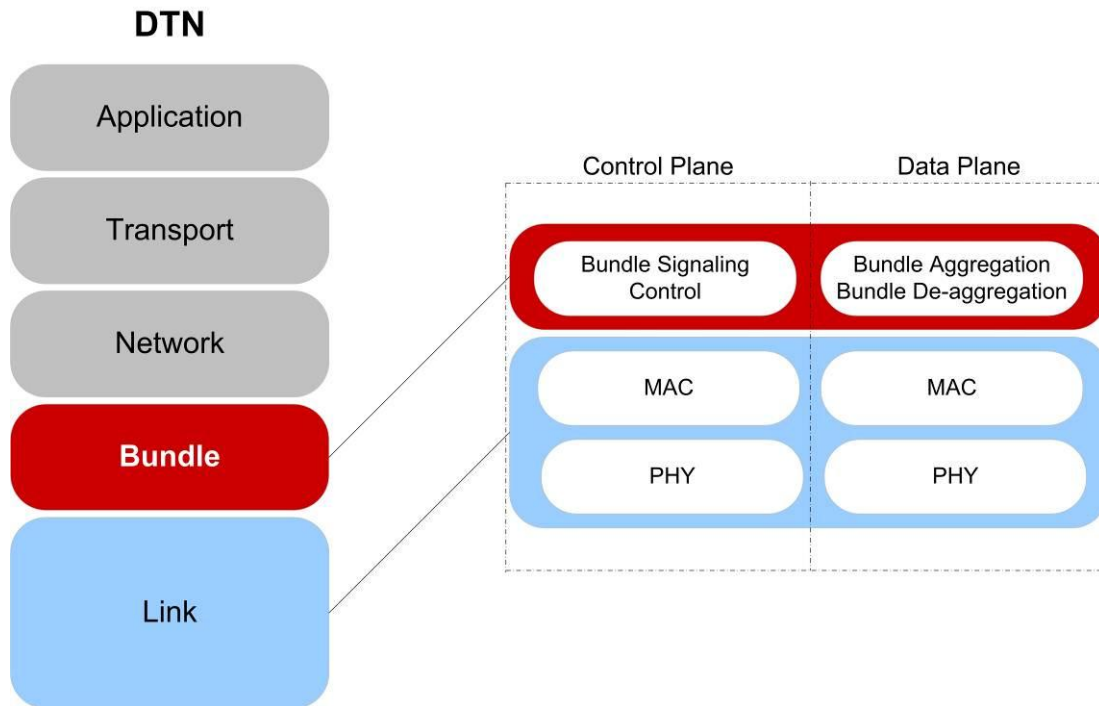 DTN
Application
Transport
Network
Bundle
Link
Control Plane
Data Plane
Bundle Signaling
Control
Bundle Aggregation
Bundle De-aggregation
MAC
MAC
PHY
PHY